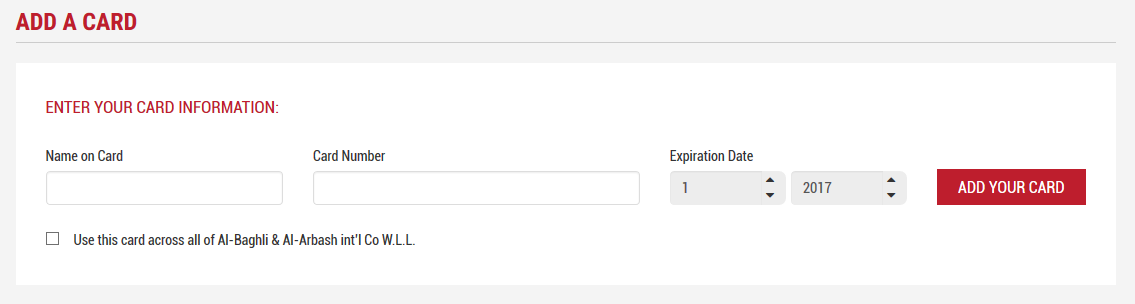 ADD A CARD
ENTER YOUR CARD INFORMATION:
Name on Card Card Number Expiration Date
1 2017 ADD YOUR CARD
Use this card across all of Al-Baghli & Al-Arbash int'l Co W.L.L.